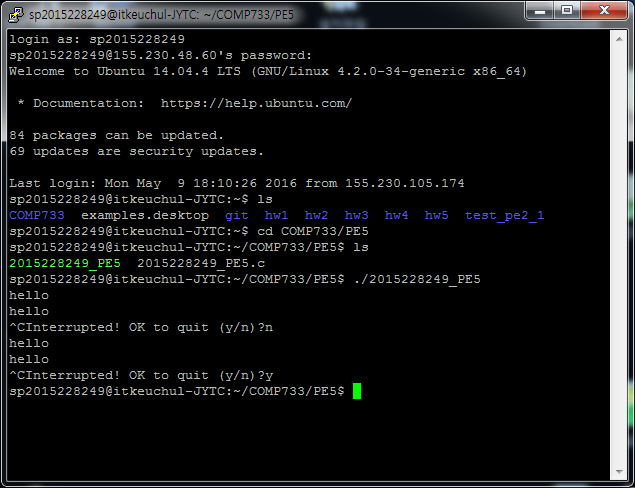 sp2015228249@itkeuchul-JYTC: ~/COMP733/PE5
login as: sp2015228249
sp2015228249@155.230.48.60's password:
Welcome to Ubuntu 14.04.4 LTS (GNU/Linux 4.2.0-34-generic x86_64)
* Documentation:  https://help.ubuntu.com/
84 packages can be updated.
69 updates are security updates.
Last login: Mon May  9 18:10:26 2016 from 155.230.105.174
sp2015228249@itkeuchul-JYTC:~$ ls
COMP733  examples.desktop  git  hw1  hw2  hw3  hw4  hw5  test_pe2_1
sp2015228249@itkeuchul-JYTC:~$ cd COMP733/PE5
sp2015228249@itkeuchul-JYTC:~/COMP733/PE5$ ls
2015228249_PE5  2015228249_PE5.c
sp2015228249@itkeuchul-JYTC:~/COMP733/PE5$ ./2015228249_PE5
hello
hello
^CInterrupted! OK to quit (y/n)?n
hello
hello
^CInterrupted! OK to quit (y/n)?y
sp2015228249@itkeuchul-JYTC:~/COMP733/PE5$